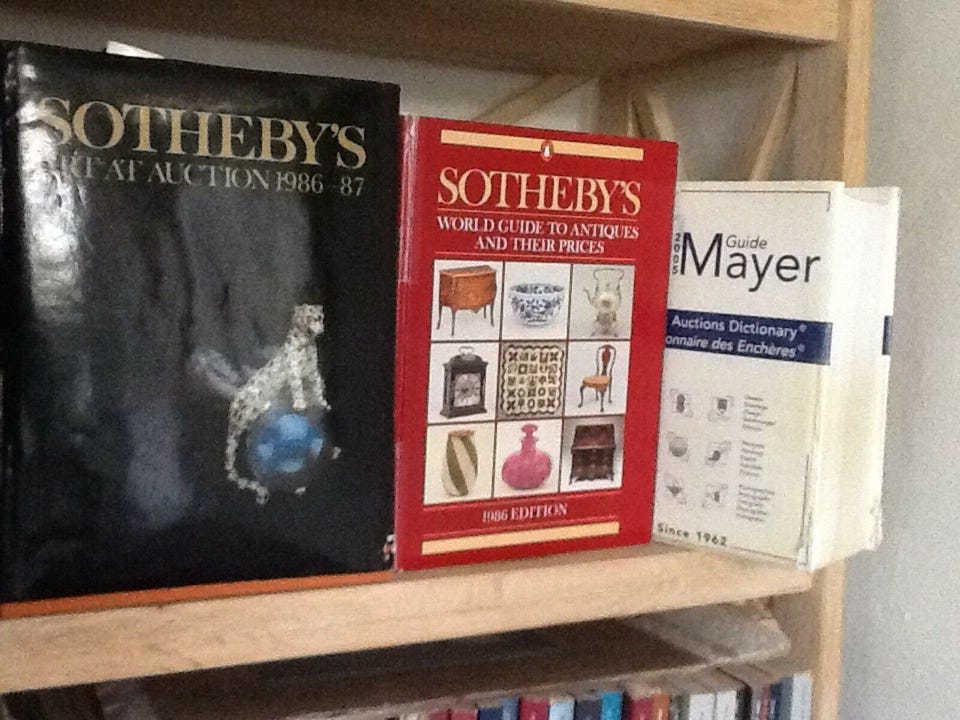 SOTHEBY'S
ART AT AUCTION 1986–87
SOTHEBY'S
WORLD GUIDE TO ANTIQUES
AND THEIR PRICES
1986 EDITION
2005
Guide
Mayer
Auctions Dictionary®
onnaire des Enchères®
Since 1962